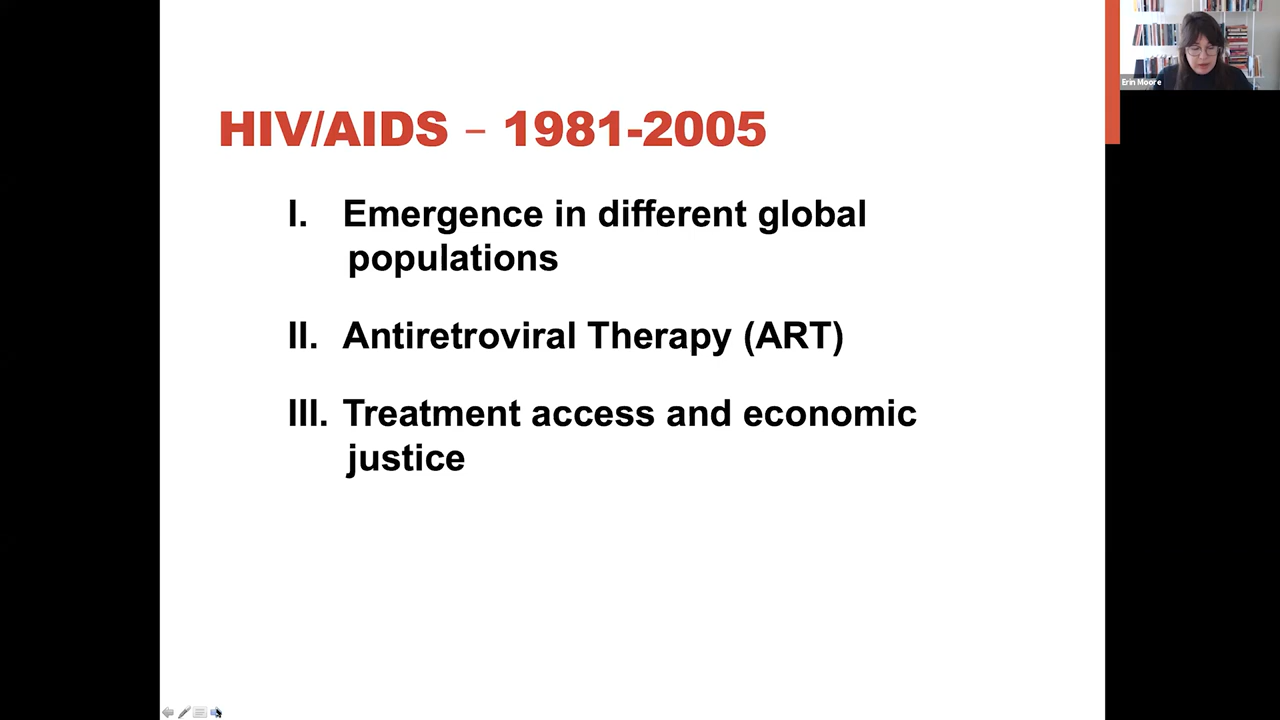 HIV/AIDS – 1981-2005
I. Emergence in different global
populations
II. Antiretroviral Therapy (ART)
III. Treatment access and economic
justice
Erin Moore